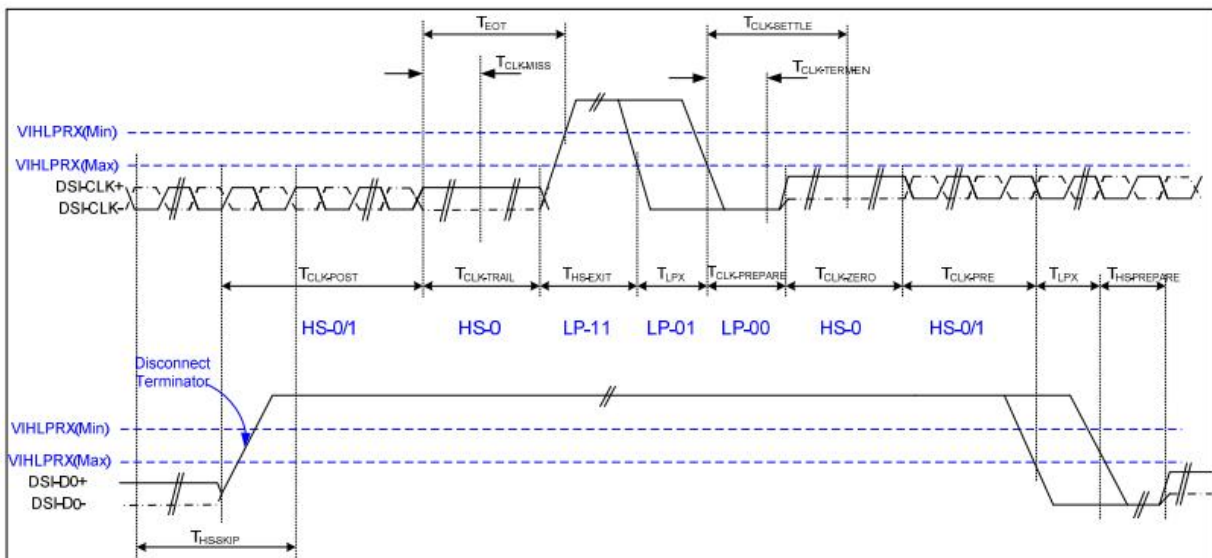 TEOT
TCLK-SETTLE
TCLK-MISS
TCLK-TERMEN
VIHLPRX(Min)
VIHLPRX(Max)
DSI-CLK+
DSI-CLK-
TCLK-POST TCLK-TRAIL THS-EXIT TLPX TCLK-PREPARE TCLK-ZERO TCLK-PRE TLPX THS-PREPARE
HS-0/1 HS-0 LP-11 LP-01 LP-00 HS-0 HS-0/1
Disconnect
Terminator
VIHLPRX(Min)
VIHLPRX(Max)
DSI-D0+
DSI-D0-
THS-SKIP